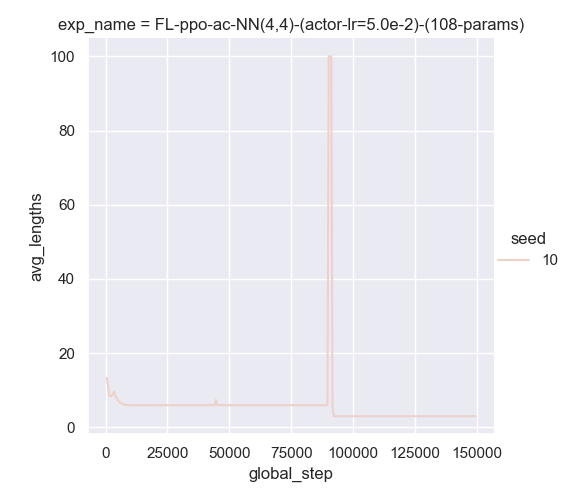 exp_name = FL-ppo-ac-NN(4,4)-(actor-lr=5.0e-2)-(108-params)
100
80
60
40
20
0
avg_lengths
seed
10
0 25000 50000 75000 100000 125000 150000
global_step